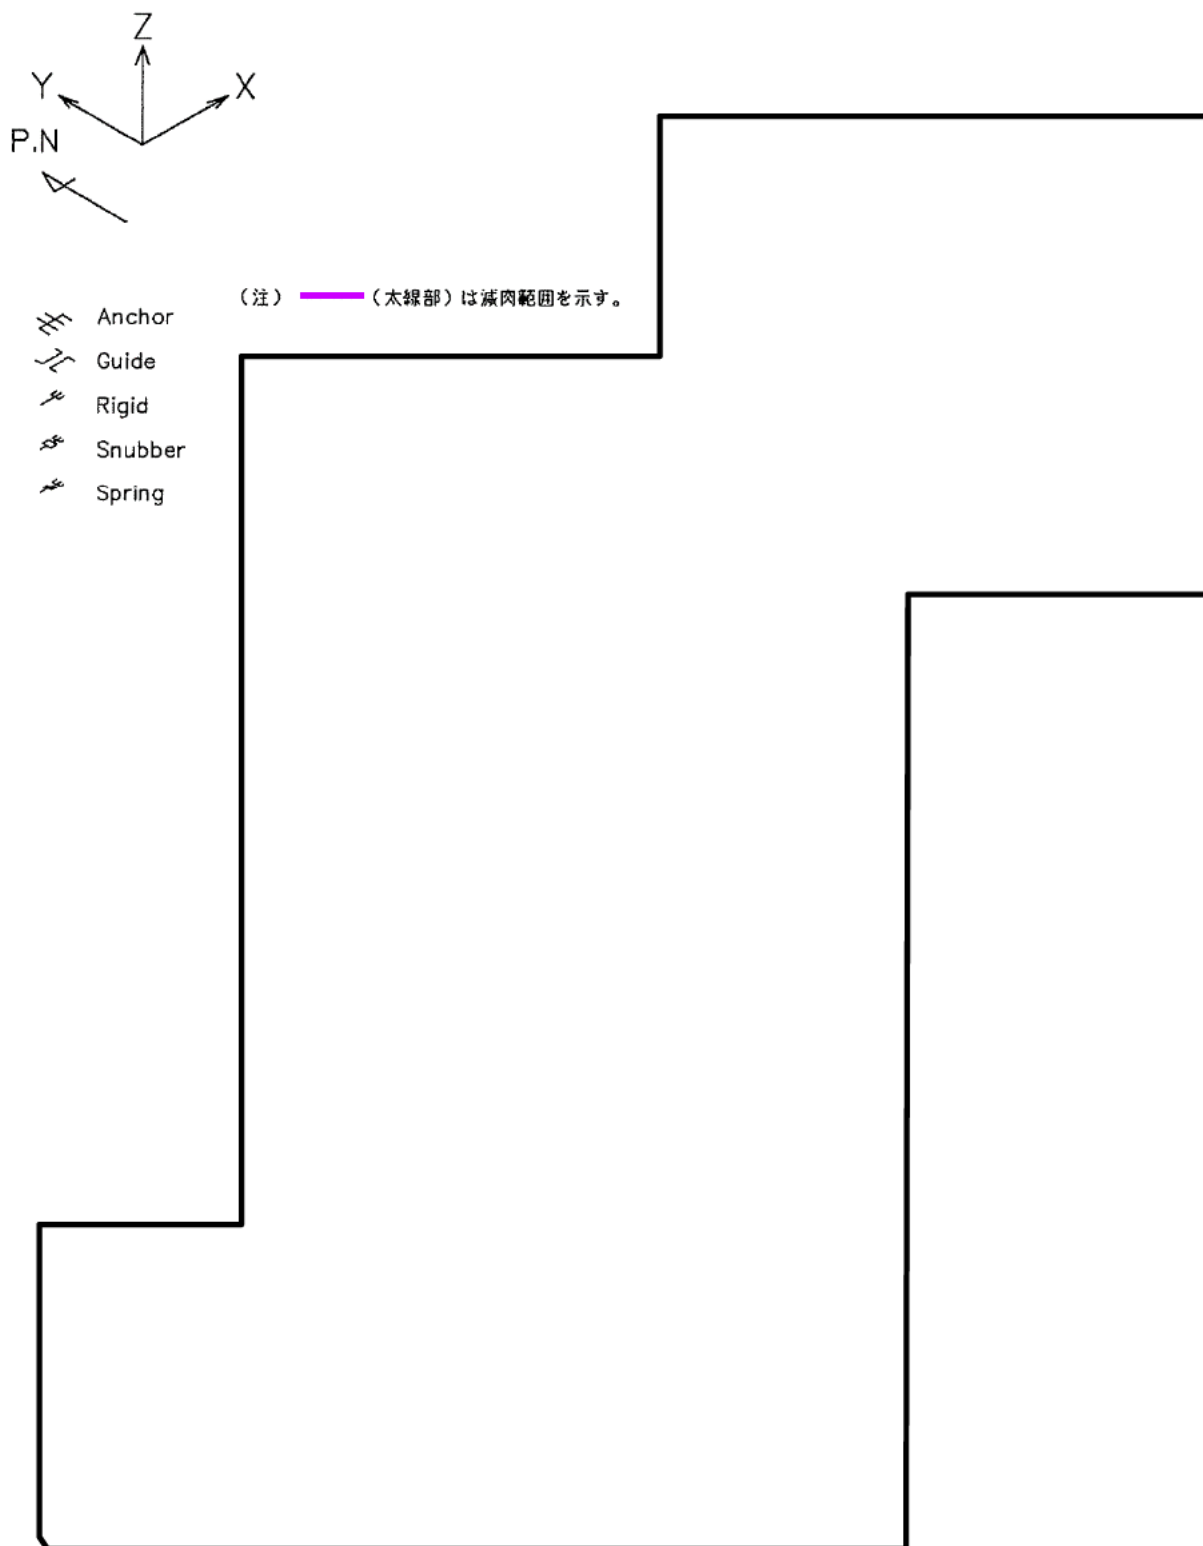 Z
Y
X
P.N
(注) (太線部)は減肉範囲を示す。
Anchor
Guide
Rigid
Snubber
Spring